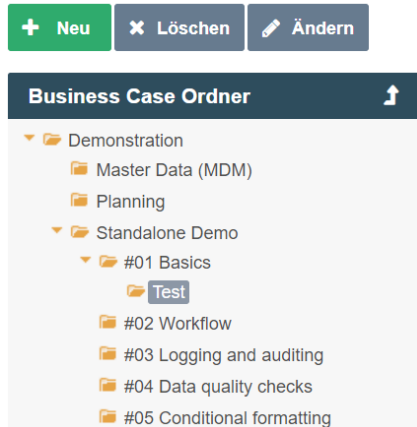 Neu Löschen Ändern
Business Case Ordner
Demonstration
Master Data (MDM)
Planning
Standalone Demo
#01 Basics
Test
#02 Workflow
#03 Logging and auditing
#04 Data quality checks
#05 Conditional formatting